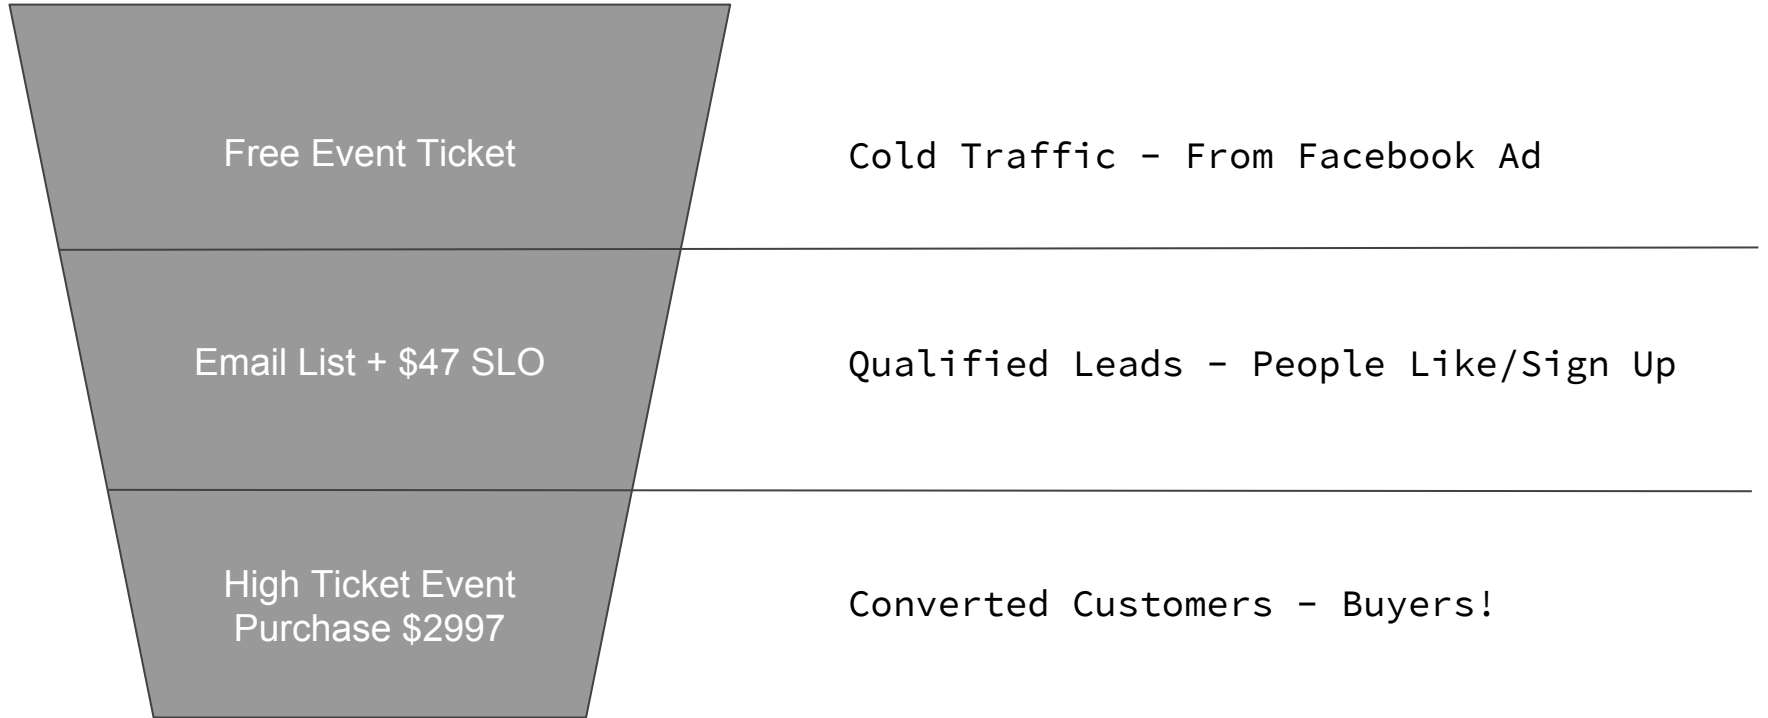 Free Event Ticket
Cold Traffic – From Facebook Ad
Email List + $47 SLO
Qualified Leads – People Like/Sign Up
High Ticket Event
Purchase $2997
Converted Customers – Buyers!